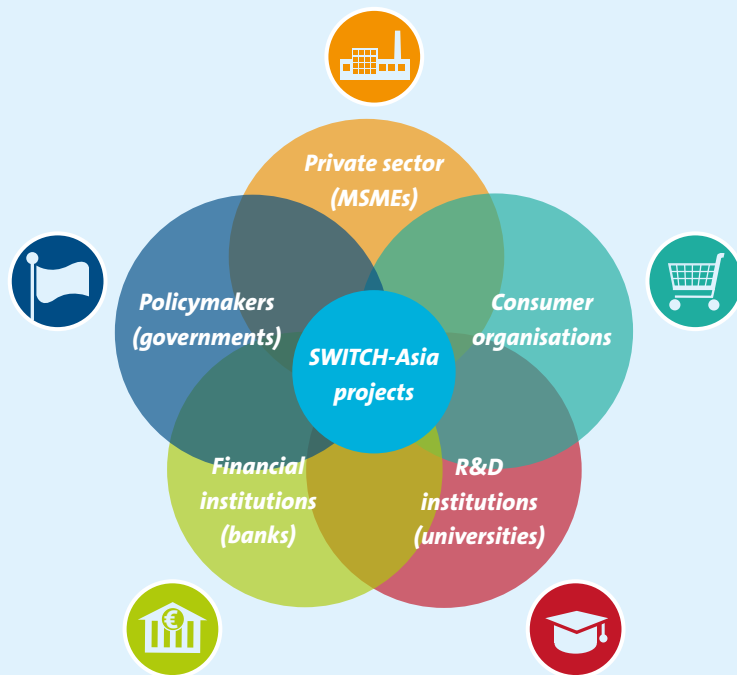 Private sector
(MSMEs)
Policymakers
(governments)
Consumer
organisations
SWITCH-Asia
projects
Financial
institutions
(banks)
R&D
institutions
(universities)
€